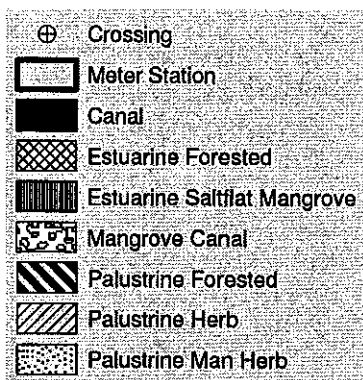 Crossing
Meter Station
Canal
Estuarine Forested
Estuarine Saltflat Mangrove
Mangrove Canal
Palustrine Forested
Palustrine Herb
Palustrine Man Herb